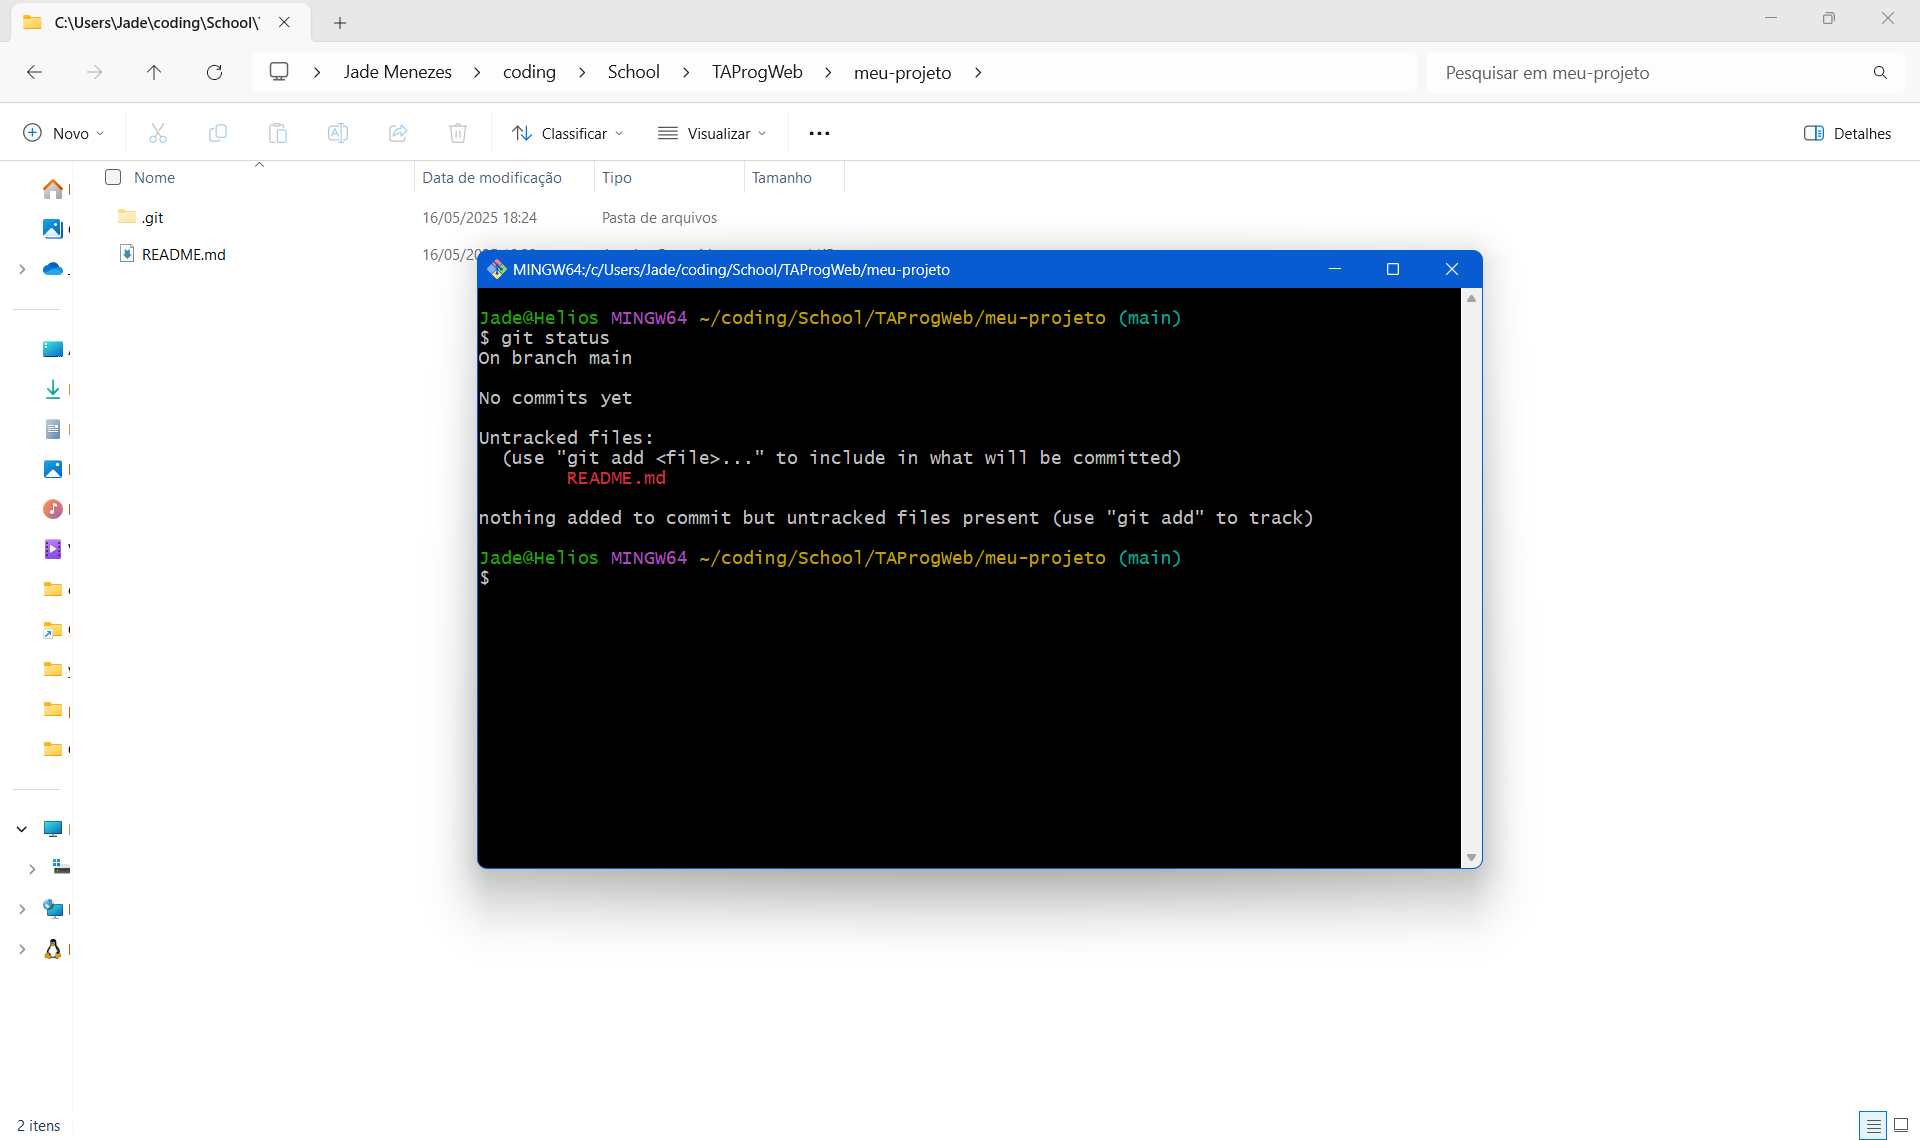 C:\Users\Jade\coding\School\
Jade Menezes
coding
School
TAProgWeb
meu-projeto
Pesquisar em meu-projeto
Novo
Classificar
Visualizar
Detalhes
Nome
Data de modificação
Tipo
Tamanho
.git
16/05/2025 18:24
Pasta de arquivos
README.md
MINGW64:/c/Users/Jade/coding/School/TAProgWeb/meu-projeto
Jade@Helios MINGW64 ~/coding/School/TAProgWeb/meu-projeto (main)
$ git status
On branch main
No commits yet
Untracked files:
(use "git add <file>..." to include in what will be committed)
README.md
nothing added to commit but untracked files present (use "git add" to track)
Jade@Helios MINGW64 ~/coding/School/TAProgWeb/meu-projeto (main)
$
2 itens